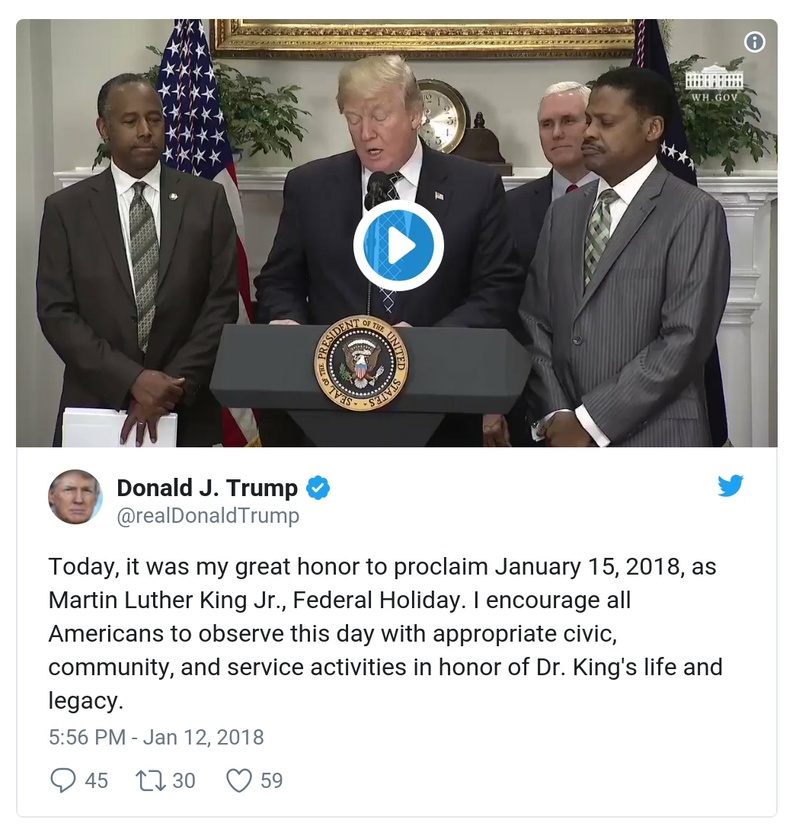 WH.GOV
SEAL OF THE PRESIDENT OF THE UNITED STATES
Donald J. Trump
@realDonaldTrump
Today, it was my great honor to proclaim January 15, 2018, as
Martin Luther King Jr., Federal Holiday. I encourage all
Americans to observe this day with appropriate civic,
community, and service activities in honor of Dr. King's life and
legacy.
5:56 PM - Jan 12, 2018
45 30 59